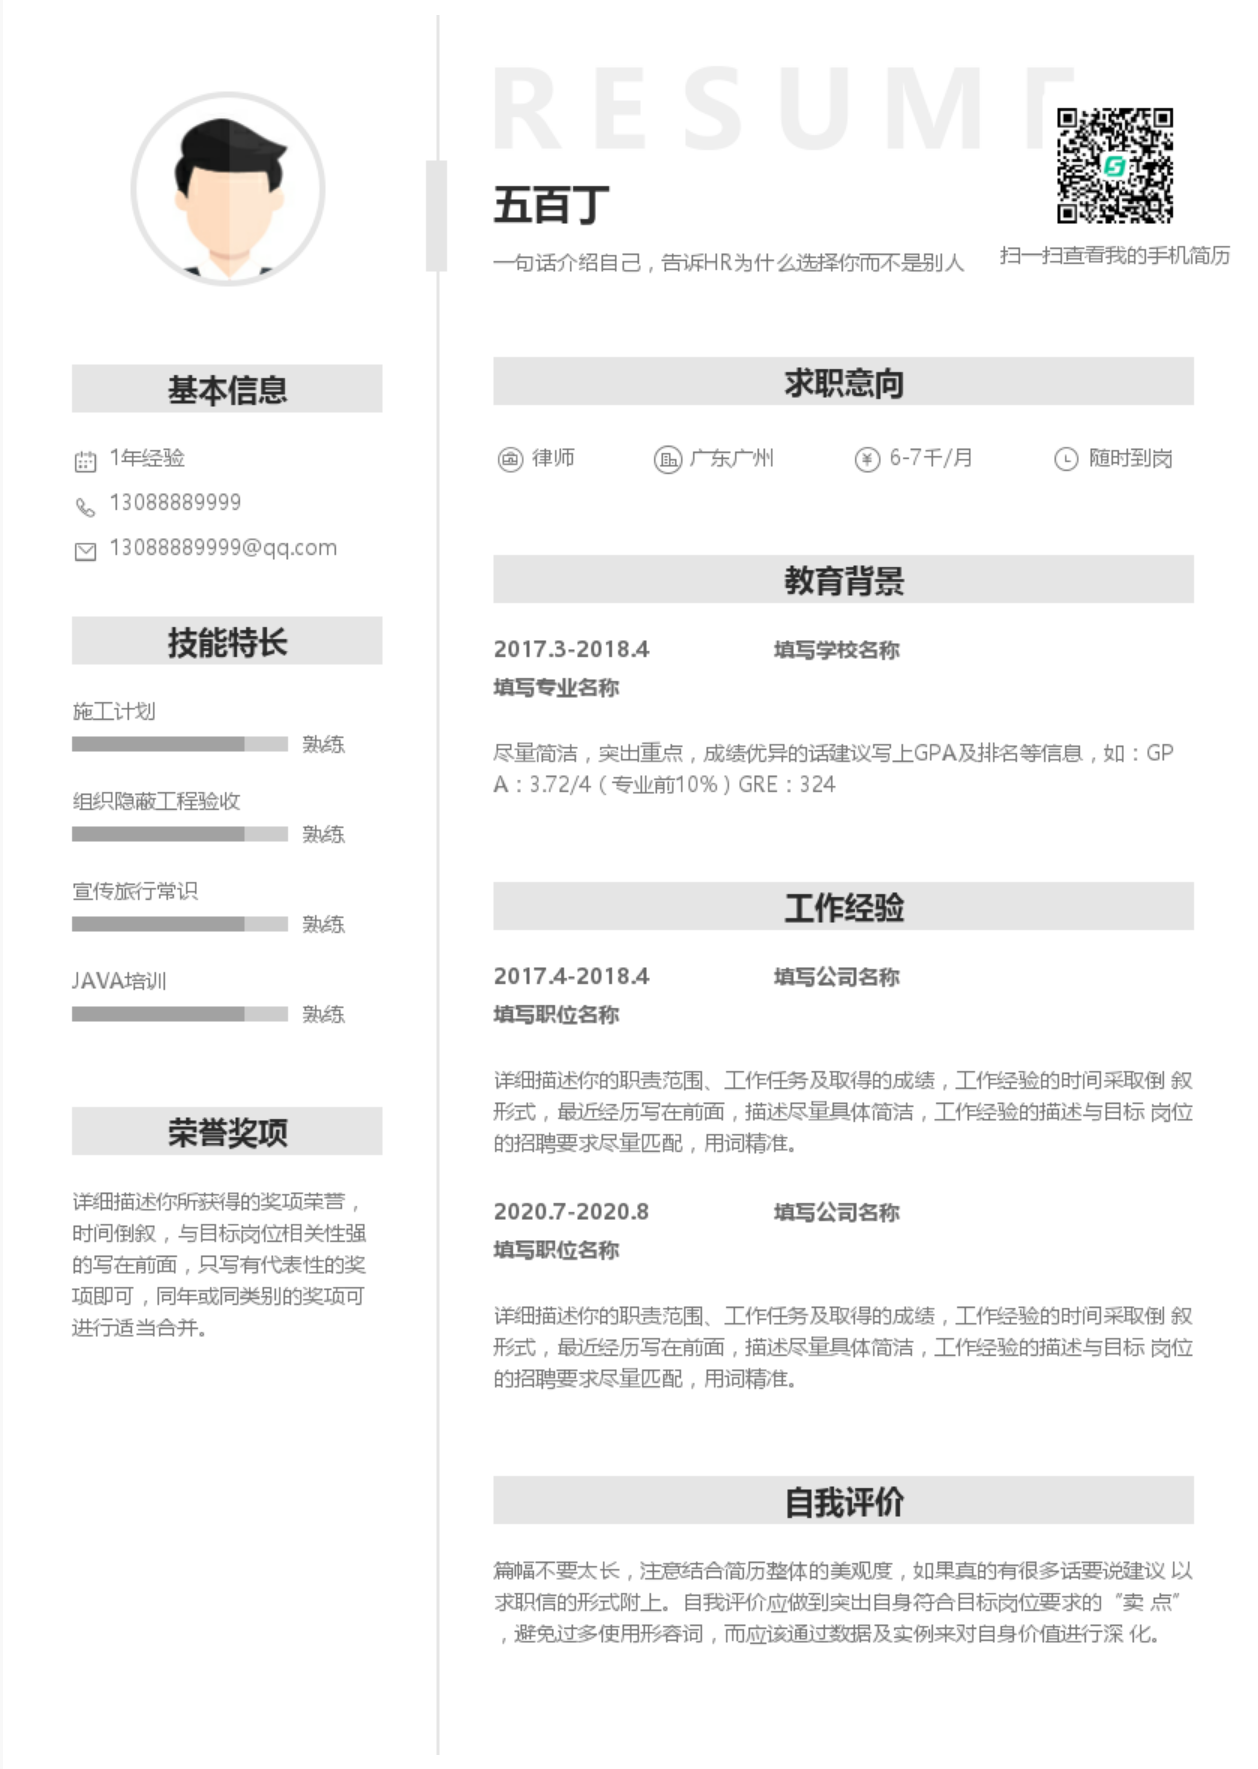 RESUME
五百丁
一句话介绍自己，告诉HR为什么选择你而不是别人
扫一扫查看我的手机简历
基本信息
1年经验
13088889999
13088889999@qq.com
技能特长
施工计划
熟练
组织隐蔽工程验收
熟练
宣传旅行常识
熟练
JAVA培训
熟练
荣誉奖项
详细描述你所获得的奖项荣誉，
时间倒叙，与目标岗位相关性强
的写在前面，只写有代表性的奖
项即可，同年或同类别的奖项可
进行适当合并。
求职意向
律师 广东广州 6-7千/月 随时到岗
教育背景
2017.3-2018.4 填写学校名称
填写专业名称
尽量简洁，突出重点，成绩优异的话建议写上GPA及排名等信息，如：GP
A：3.72/4（专业前10%）GRE：324
工作经验
2017.4-2018.4 填写公司名称
填写职位名称
详细描述你的职责范围、工作任务及取得的成绩，工作经验的时间采取倒 叙
形式，最近经历写在前面，描述尽量具体简洁，工作经验的描述与目标 岗位
的招聘要求尽量匹配，用词精准。
2020.7-2020.8 填写公司名称
填写职位名称
详细描述你的职责范围、工作任务及取得的成绩，工作经验的时间采取倒 叙
形式，最近经历写在前面，描述尽量具体简洁，工作经验的描述与目标 岗位
的招聘要求尽量匹配，用词精准。
自我评价
篇幅不要太长，注意结合简历整体的美观度，如果真的有很多话要说建议 以
求职信的形式附上。自我评价应做到突出自身符合目标岗位要求的“卖 点”
，避免过多使用形容词，而应该通过数据及实例来对自身价值进行深 化。